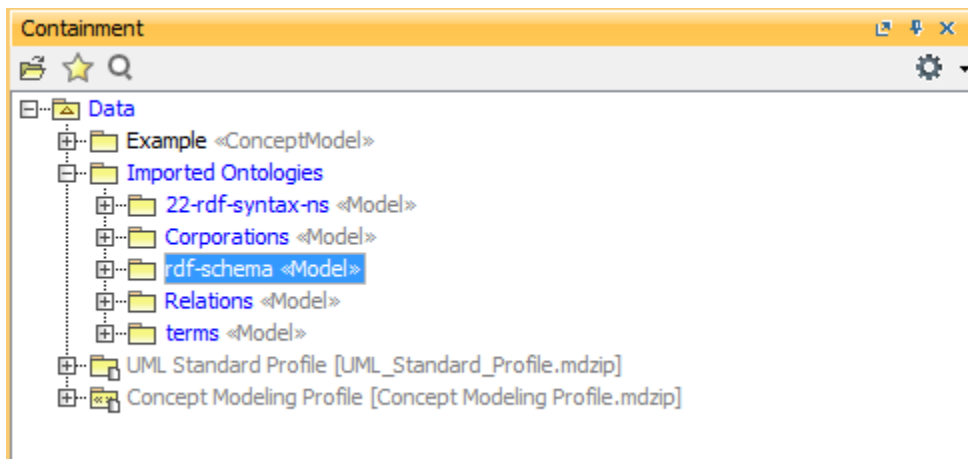 Containment
Data
Example «ConceptModel»
Imported Ontologies
22-rdf-syntax-ns «Model»
Corporations «Model»
rdf-schema «Model»
Relations «Model»
terms «Model»
UML Standard Profile [UML_Standard_Profile.mdzip]
Concept Modeling Profile [Concept Modeling Profile.mdzip]